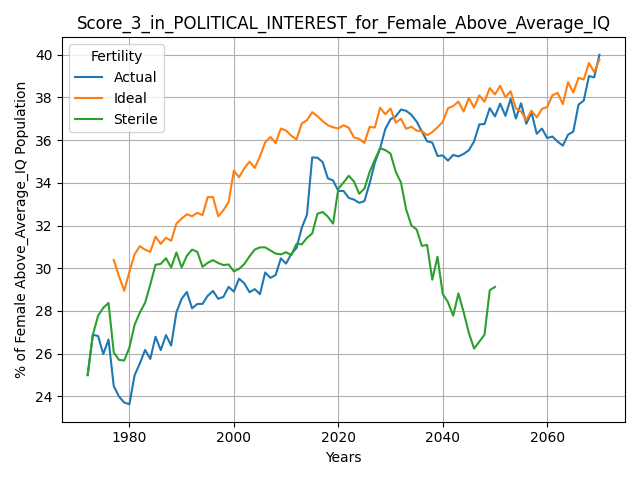 Score_3_in_POLITICAL_INTEREST_for_Female_Above_Average_IQ
% of Female Above_Average_IQ Population
Fertility
Actual
Ideal
Sterile
40
38
36
34
32
30
28
26
24
1980
2000
2020
2040
2060
Years